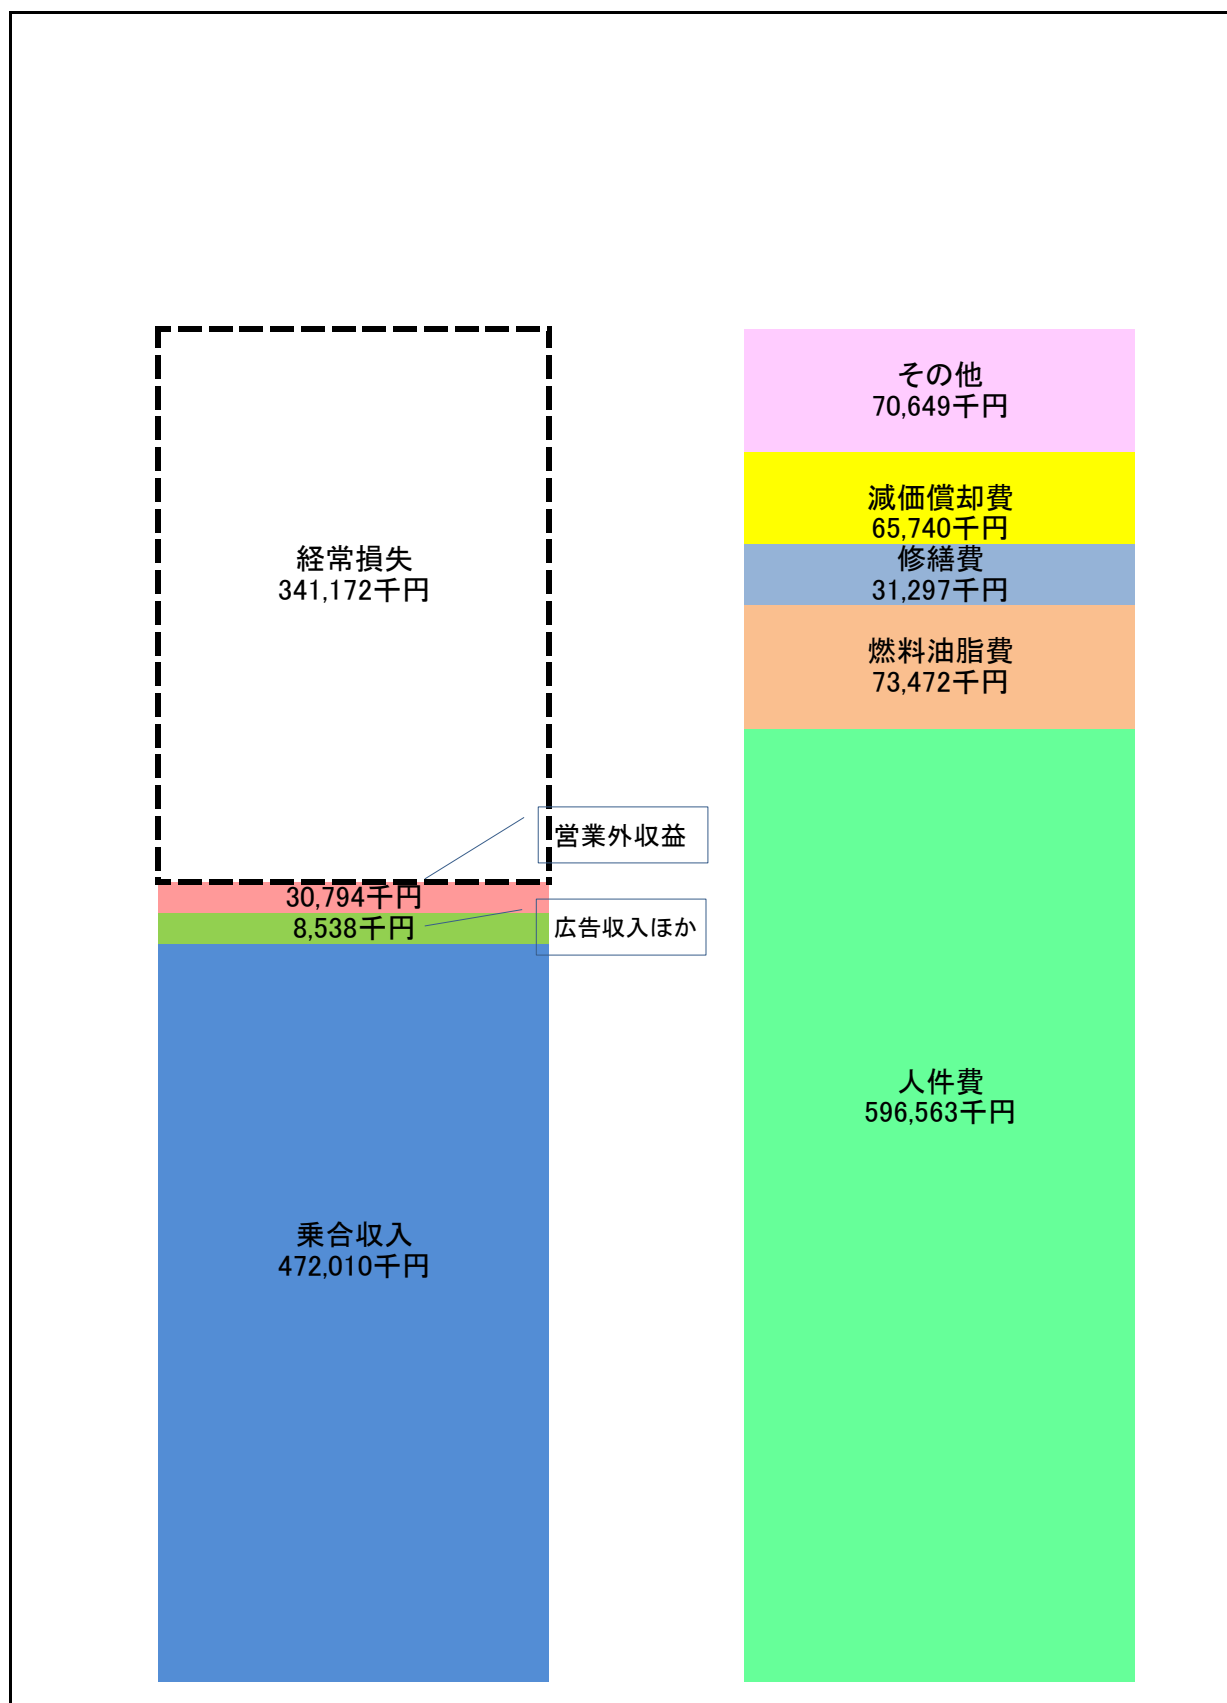 経常損失
341,172千円
営業外収益
30,794千円
8,538千円
広告収入ほか
乗合収入
472,010千円
その他
70,649千円
減価償却費
65,740千円
修繕費
31,297千円
燃料油脂費
73,472千円
人件費
596,563千円